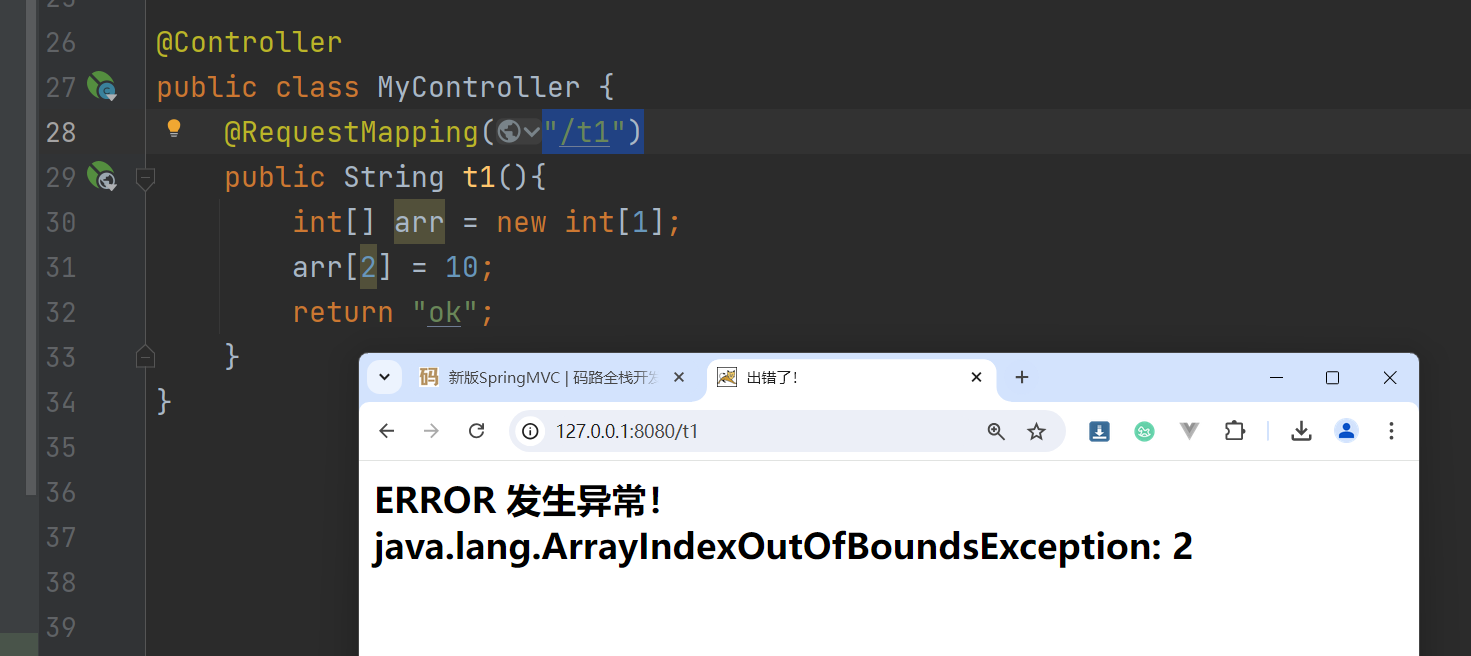 25
26 @Controller
27 public class MyController {
28 @RequestMapping("/t1")
29 public String t1(){
30 int[] arr = new int[1];
31 arr[2] = 10;
32 return "ok";
33 }
34 }
35
36
37
38
39
码 新版SpringMVC | 码路全栈开发 出错了!
127.0.0.1:8080/t1
ERROR 发生异常!
java.lang.ArrayIndexOutOfBoundsException: 2